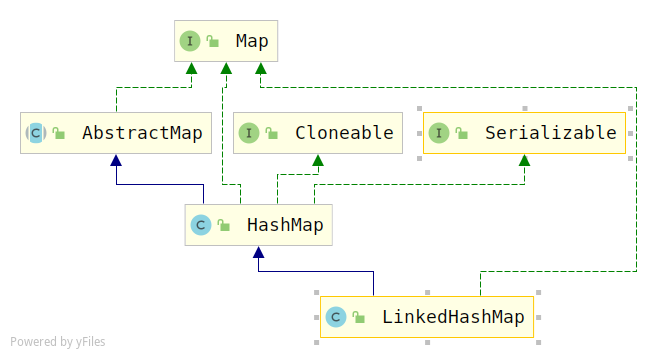 I Map
C AbstractMap
I Cloneable
I Serializable
C HashMap
C LinkedHashMap
Powered by yFiles